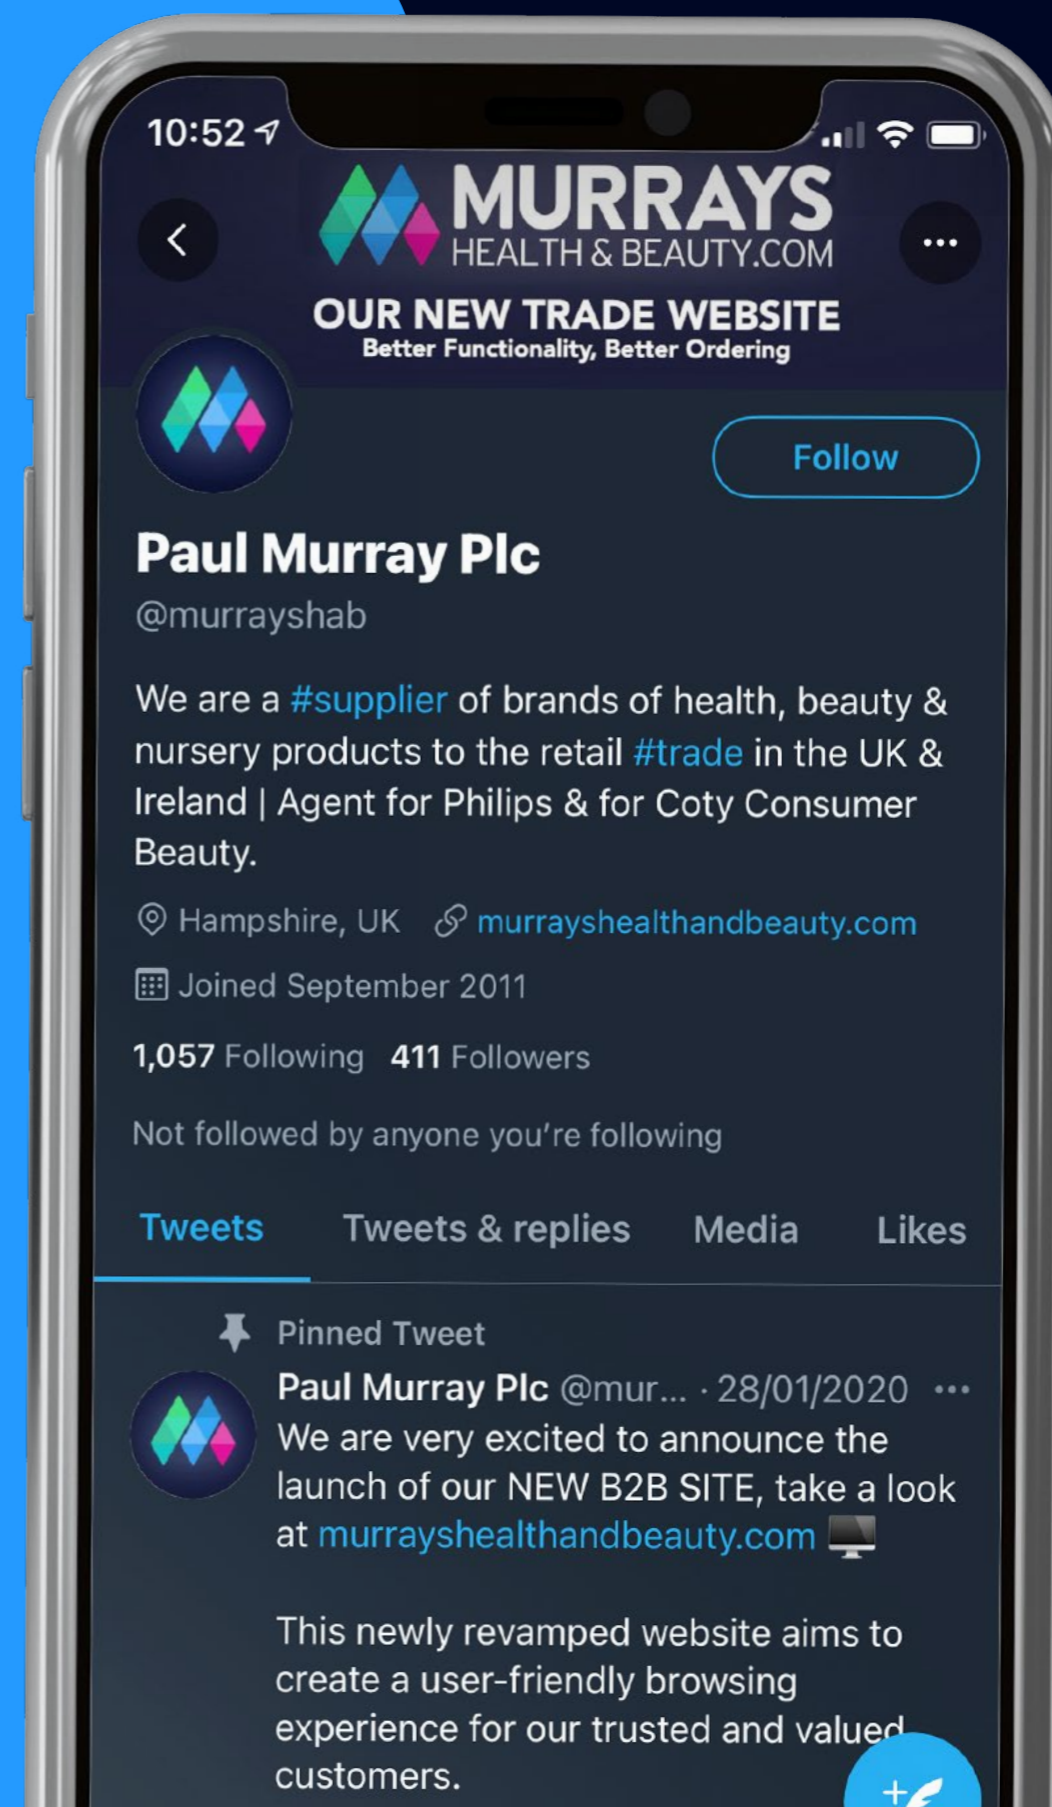 10:52
MURRAYS
HEALTH & BEAUTY.COM
OUR NEW TRADE WEBSITE
Better Functionality, Better Ordering
Follow
Paul Murray Plc
@murrayshab
We are a #supplier of brands of health, beauty &
nursery products to the retail #trade in the UK &
Ireland | Agent for Philips & for Coty Consumer
Beauty.
Hampshire, UK murrayshealthandbeauty.com
Joined September 2011
1,057 Following 411 Followers
Not followed by anyone you're following
Tweets Tweets & replies Media Likes
Pinned Tweet
Paul Murray Plc @mur... · 28/01/2020
We are very excited to announce the
launch of our NEW B2B SITE, take a look
at murrayshealthandbeauty.com
This newly revamped website aims to
create a user-friendly browsing
experience for our trusted and valued
customers.